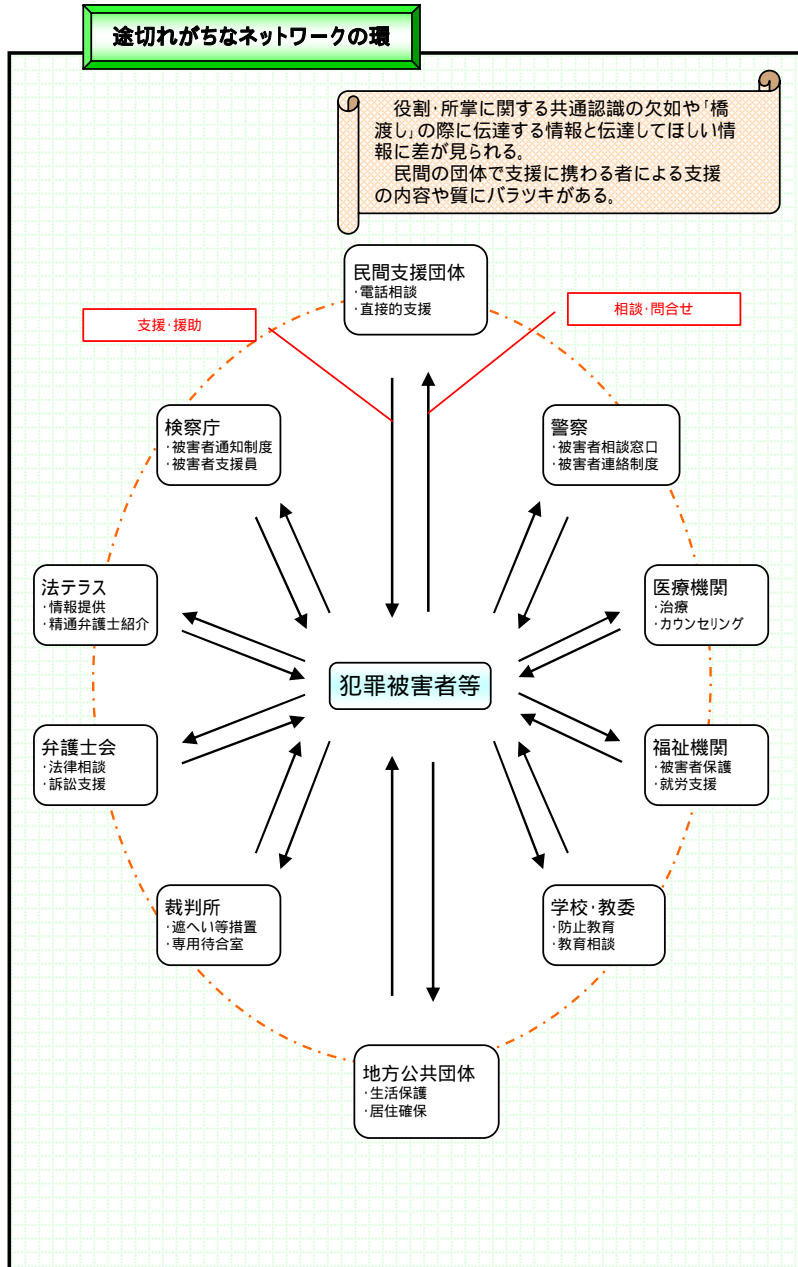 途切れがちなネットワークの環
役割･所掌に関する共通認識の欠如や｢橋
渡し｣の際に伝達する情報と伝達してほしい情
報に差が見られる。
民間の団体で支援に携わる者による支援
の内容や質にバラツキがある。
民間支援団体
･電話相談
･直接的支援
支援･援助
相談･問合せ
検察庁
･被害者通知制度
･被害者支援員
警察
･被害者相談窓口
･被害者連絡制度
法テラス
･情報提供
･精通弁護士紹介
医療機関
･治療
･カウンセリング
犯罪被害者等
弁護士会
･法律相談
･訴訟支援
福祉機関
･被害者保護
･就労支援
裁判所
･遮へい等措置
･専用待合室
学校･教委
･防止教育
･教育相談
地方公共団体
･生活保護
･居住確保